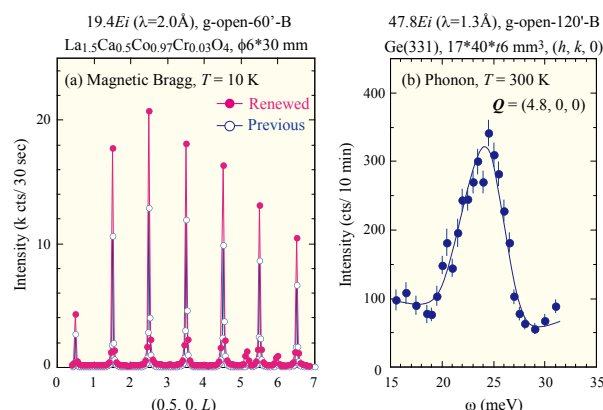 19.4Ei (λ=2.0Å), g-open-60'-B
La1.5Ca0.5Co0.97Cr0.03O4, ϕ6*30 mm
(a) Magnetic Bragg, T = 10 K
Renewed
Previous
Intensity (k cts/ 30 sec)
20
10
0
0 1 2 3 4 5 6 7
(0.5, 0, L)
47.8Ei (λ=1.3Å), g-open-120'-B
Ge(331), 17*40*t6 mm³, (h, k, 0)
(b) Phonon, T = 300 K
Q = (4.8, 0, 0)
Intensity (cts/ 10 min)
400
300
200
100
0
15 20 25 30 35
ω (meV)